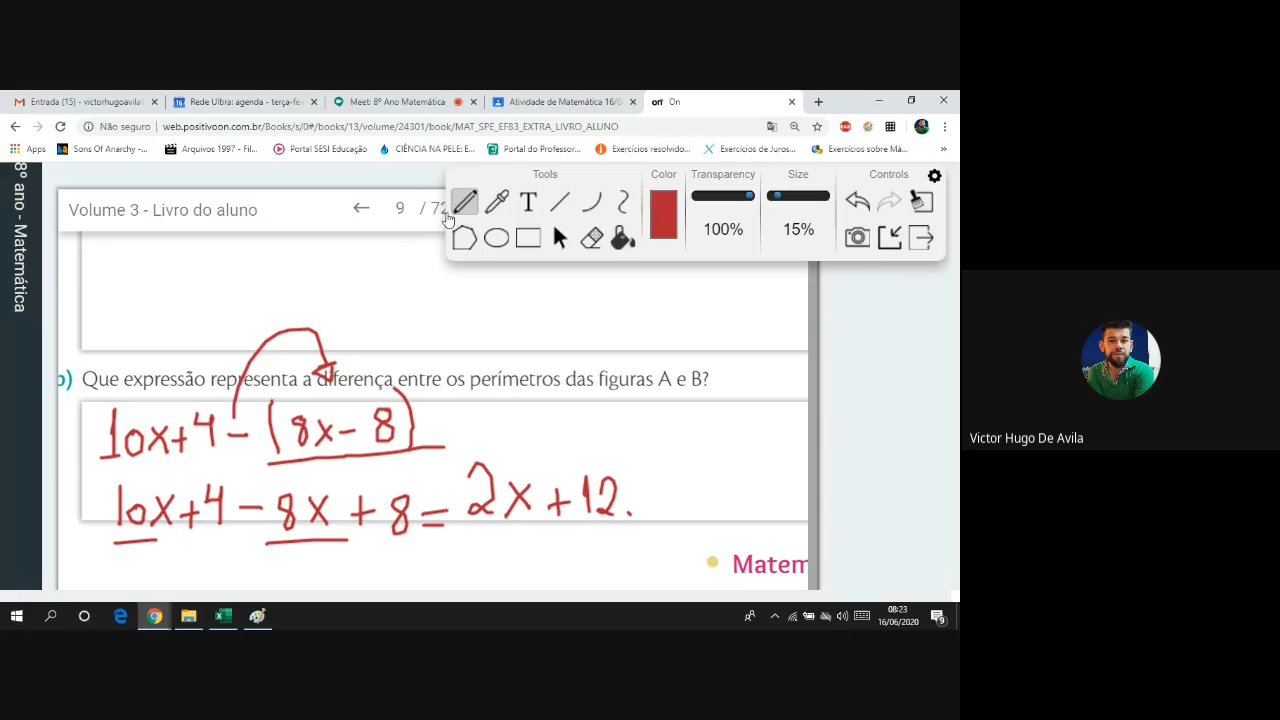 Entrada (15) - victorhugoavila
Rede Ulbra: agenda - terça-fei
Meet: 8º Ano Matemática
Atividade de Matemática 16/0
On
Não seguro
web.positivoon.com.br/Books/s/0#/books/13/volume/24301/book/MAT_SPE_EF83_EXTRA_LIVRO_ALUNO
Apps
Sons Of Anarchy -...
Arquivos 1997 - Fil...
Portal SESI Educação
CIÊNCIA NA PELE: E...
Portal do Professor...
Exercícios resolvido...
Exercícios de Juros...
Exercícios sobre Má...
»
Tools
Color
Transparency
Size
Controls
100%
15%
8º ano - Matemática
Volume 3 - Livro do aluno
← 9 / 72
b) Que expressão representa a diferença entre os perímetros das figuras A e B?
10x+4 - (8x - 8)
10x+4 - 8x + 8 = 2x + 12.
Matem
Victor Hugo De Avila
08:23
16/06/2020
9